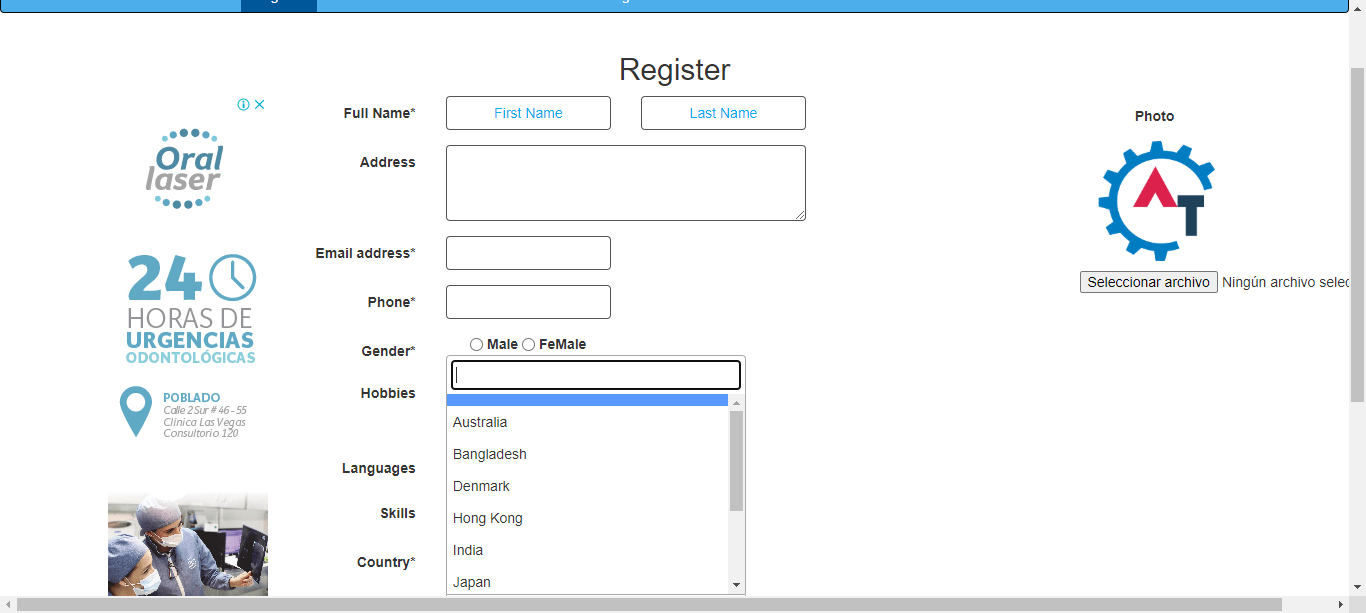 Register
Full Name*
First Name
Last Name
Address
Email address*
Phone*
Gender*
Male
FeMale
Hobbies
Australia
Bangladesh
Denmark
Hong Kong
India
Japan
Languages
Skills
Country*
Photo
AT
Seleccionar archivo
Ningún archivo selec
Oral
laser
24
HORAS DE
URGENCIAS
ODONTOLÓGICAS
POBLADO
Calle 2 Sur # 46 - 55
Clínica Las Vegas
Consultorio 120